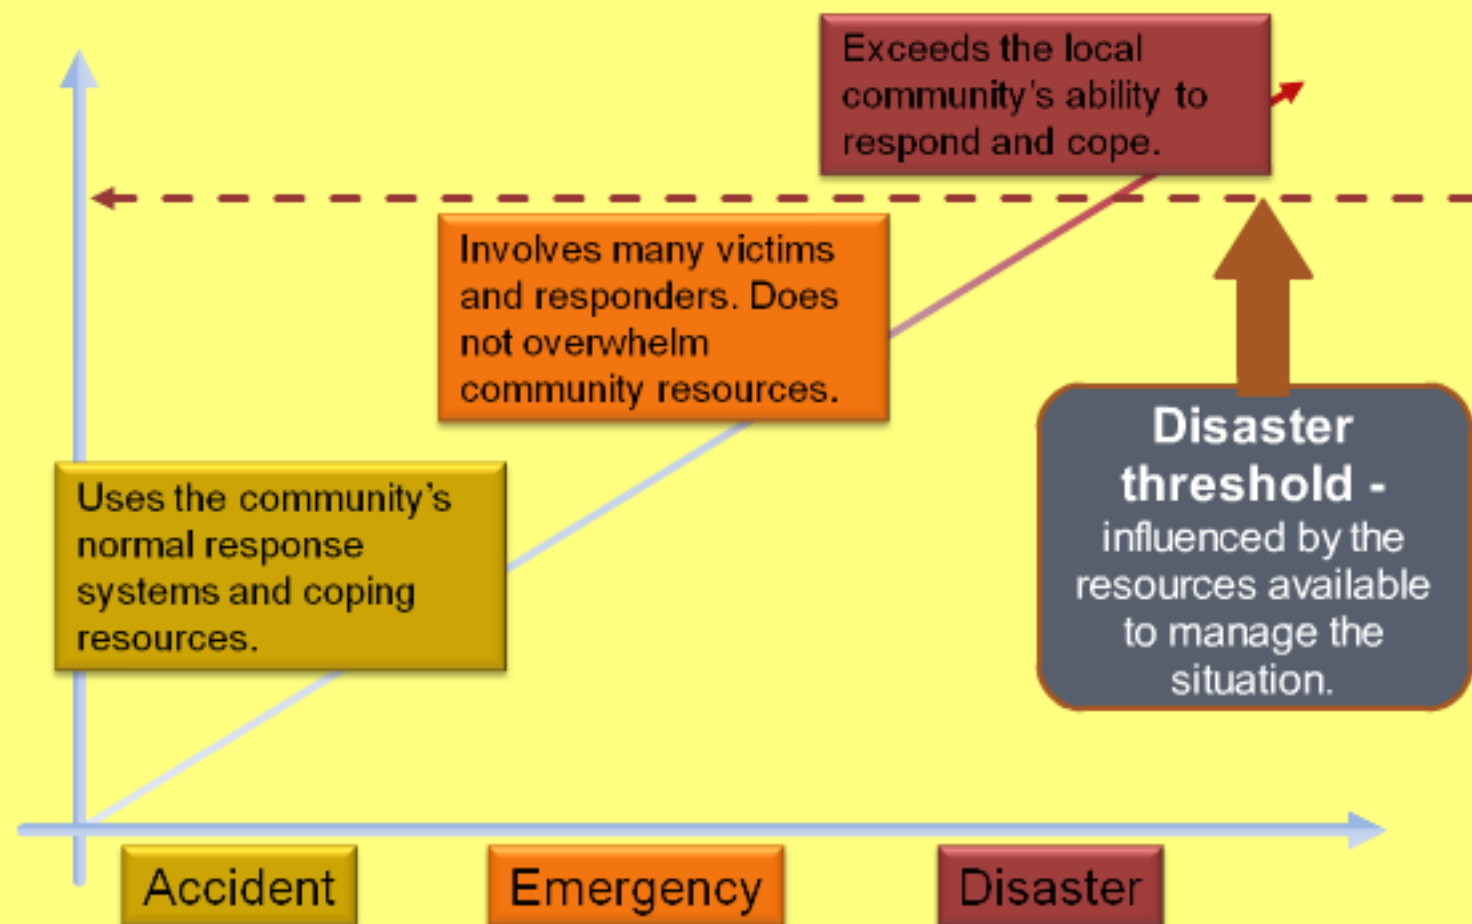 Exceeds the local
community's ability to
respond and cope.
Involves many victims
and responders. Does
not overwhelm
community resources.
Uses the community's
normal response
systems and coping
resources.
Disaster
threshold -
influenced by the
resources available
to manage the
situation.
Accident
Emergency
Disaster